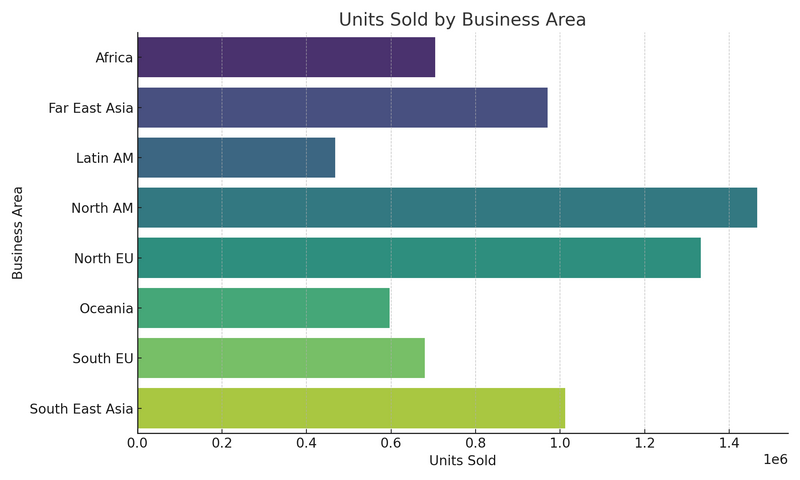 Units Sold by Business Area
Africa
Far East Asia
Latin AM
North AM
North EU
Oceania
South EU
South East Asia
Business Area
0.0 0.2 0.4 0.6 0.8 1.0 1.2 1.4
1e6
Units Sold